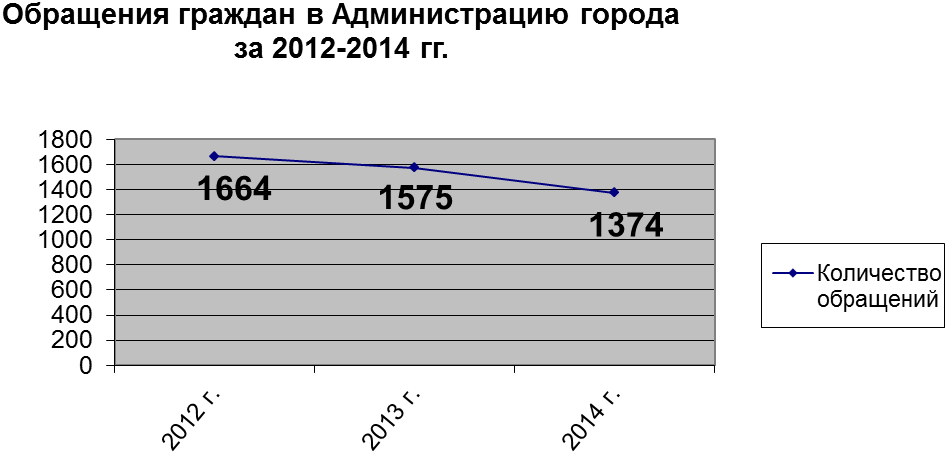 Обращения граждан в Администрацию города
за 2012-2014 гг.
1800
1600
1400
1200
1000
800
600
400
200
0
1664
1575
1374
2012 г.
2013 г.
2014 г.
Количество
обращений